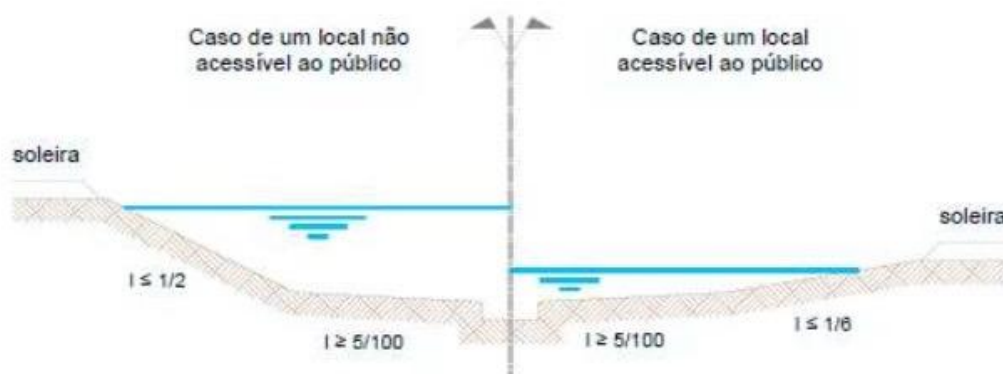 Caso de um local não
acessível ao público
Caso de um local
acessível ao público
soleira
soleira
I ≤ 1/2
I ≥ 5/100
I ≥ 5/100
I ≤ 1/6